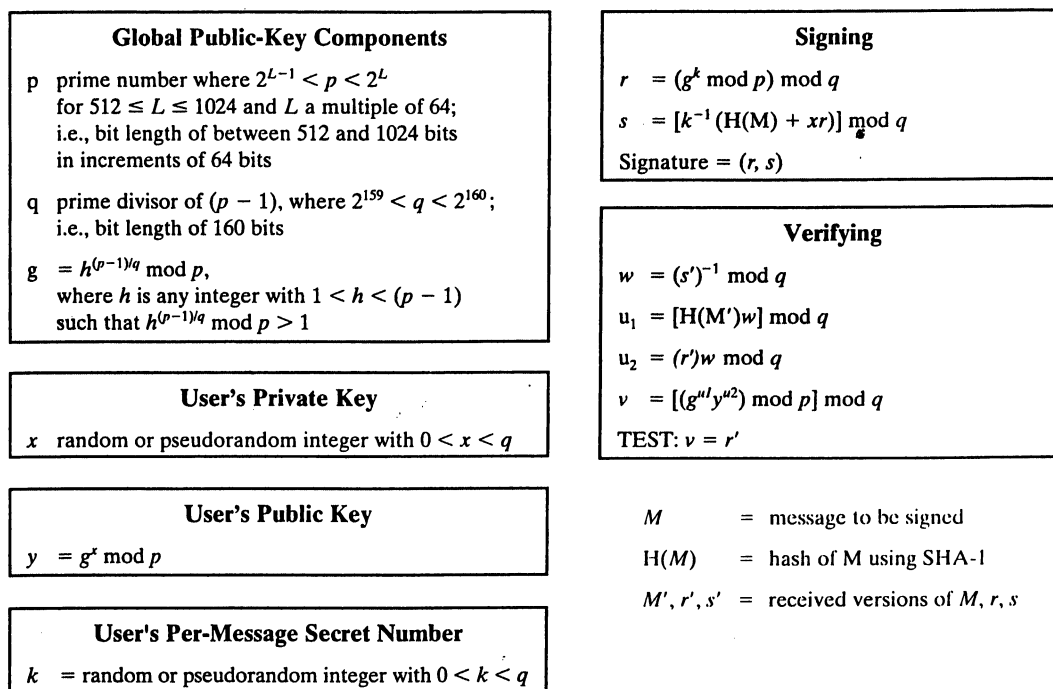 Global Public-Key Components
p prime number where 2^{L-1} < p < 2^L
for 512 ≤ L ≤ 1024 and L a multiple of 64;
i.e., bit length of between 512 and 1024 bits
in increments of 64 bits
q prime divisor of (p − 1), where 2^{159} < q < 2^{160};
i.e., bit length of 160 bits
g = h^{(p−1)/q} mod p,
where h is any integer with 1 < h < (p − 1)
such that h^{(p−1)/q} mod p > 1
User's Private Key
x random or pseudorandom integer with 0 < x < q
User's Public Key
y = g^x mod p
User's Per-Message Secret Number
k = random or pseudorandom integer with 0 < k < q
Signing
r = (g^k mod p) mod q
s = [k^{−1} (H(M) + xr)] mod q
Signature = (r, s)
Verifying
w = (s')^{−1} mod q
u_1 = [H(M')w] mod q
u_2 = (r')w mod q
v = [(g^{u1}y^{u2}) mod p] mod q
TEST: v = r'
M = message to be signed
H(M) = hash of M using SHA-1
M', r', s' = received versions of M, r, s